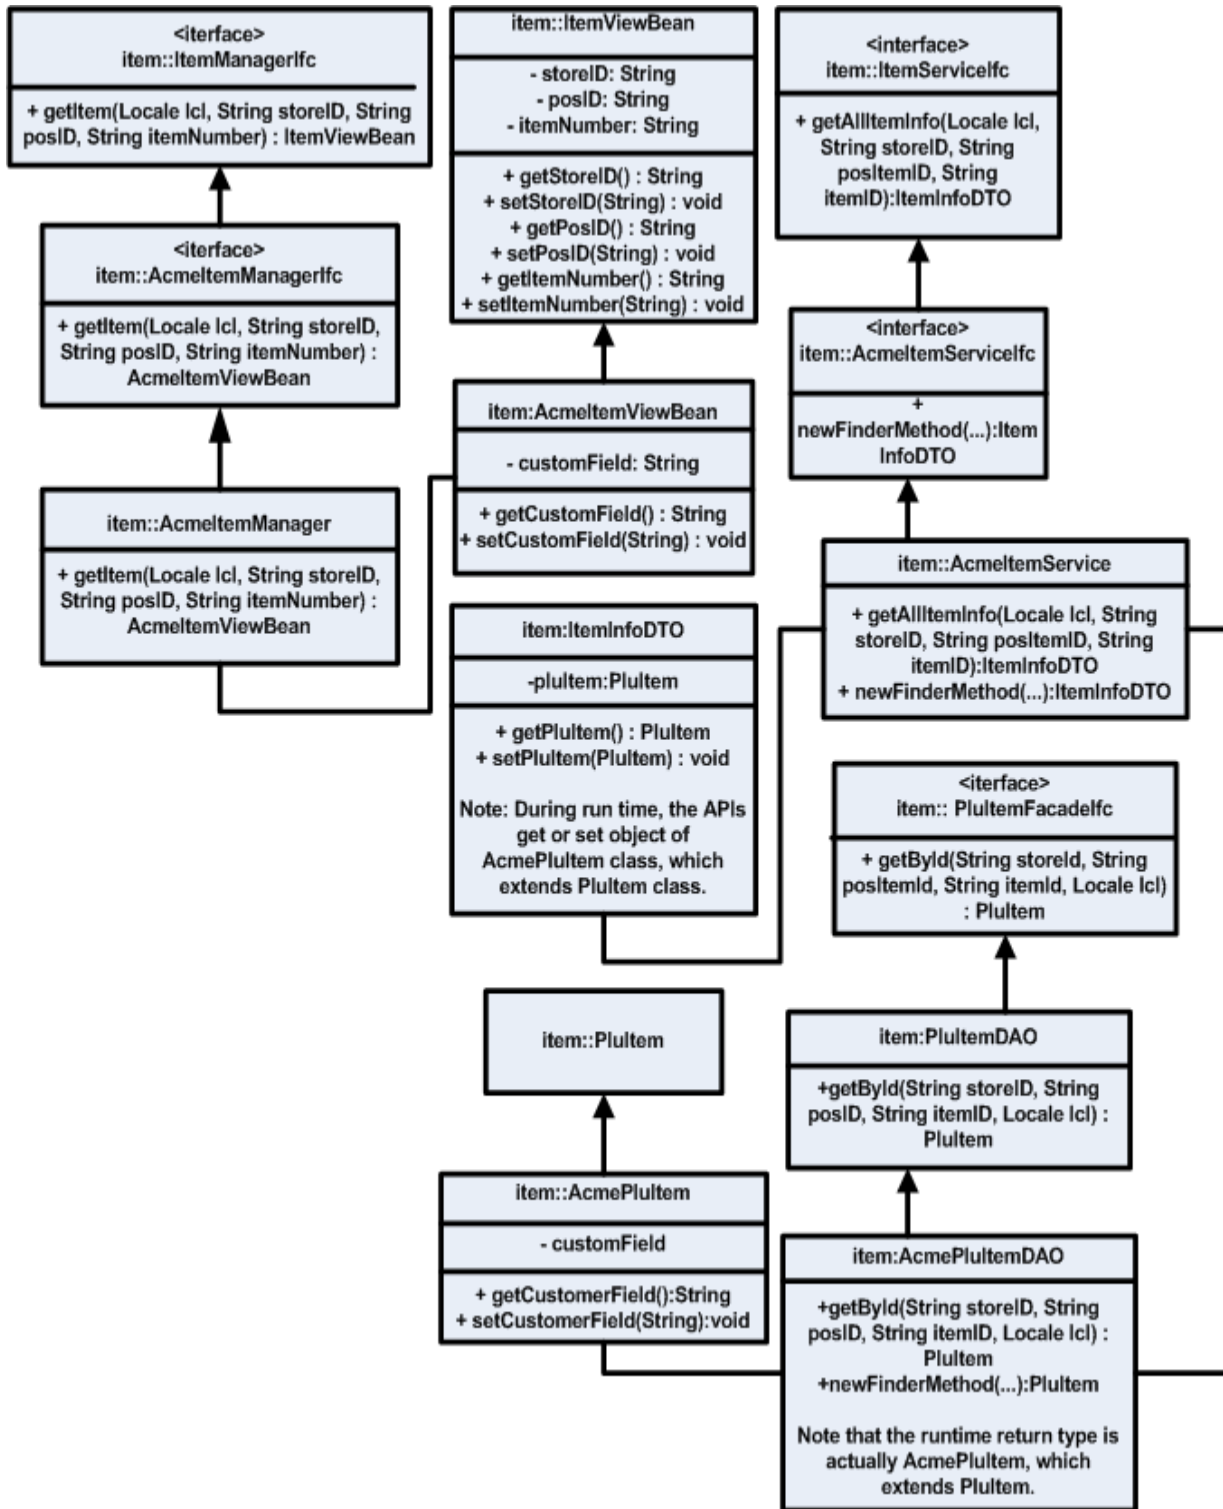 <iterface>
item::ItemManagerIfc
+ getItem(Locale lcl, String storeID, String
posID, String itemNumber) : ItemViewBean
<iterface>
item::AcmeItemManagerIfc
+ getItem(Locale lcl, String storeID,
String posID, String itemNumber) :
AcmeItemViewBean
item::AcmeItemManager
+ getItem(Locale lcl, String storeID,
String posID, String itemNumber) :
AcmeItemViewBean
item::ItemViewBean
- storeID: String
- posID: String
- itemNumber: String
+ getStoreID() : String
+ setStoreID(String) : void
+ getPosID() : String
+ setPosID(String) : void
+ getItemNumber() : String
+ setItemNumber(String) : void
item:AcmeItemViewBean
- customField: String
+ getCustomField() : String
+ setCustomField(String) : void
item:ItemInfoDTO
-pluItem:PluItem
+ getPluItem() : PluItem
+ setPluItem(PluItem) : void
Note: During run time, the APIs
get or set object of
AcmePluItem class, which
extends PluItem class.
item::PluItem
item::AcmePluItem
- customField
+ getCustomerField():String
+ setCustomerField(String):void
<interface>
item::ItemServiceIfc
+ getAllItemInfo(Locale lcl,
String storeID, String
posItemID, String
itemID):ItemInfoDTO
<interface>
item::AcmeItemServiceIfc
+
newFinderMethod(...):Item
InfoDTO
item::AcmeItemService
+ getAllItemInfo(Locale lcl, String
storeID, String posItemID, String
itemID):ItemInfoDTO
+ newFinderMethod(...):ItemInfoDTO
<iterface>
item:: PluItemFacadeIfc
+ getById(String storeId, String
posItemId, String itemId, Locale lcl)
: PluItem
item:PluItemDAO
+getById(String storeID, String
posID, String itemID, Locale lcl) :
PluItem
item:AcmePluItemDAO
+getById(String storeID, String
posID, String itemID, Locale lcl) :
PluItem
+newFinderMethod(...):PluItem
Note that the runtime return type is
actually AcmePluItem, which
extends PluItem.